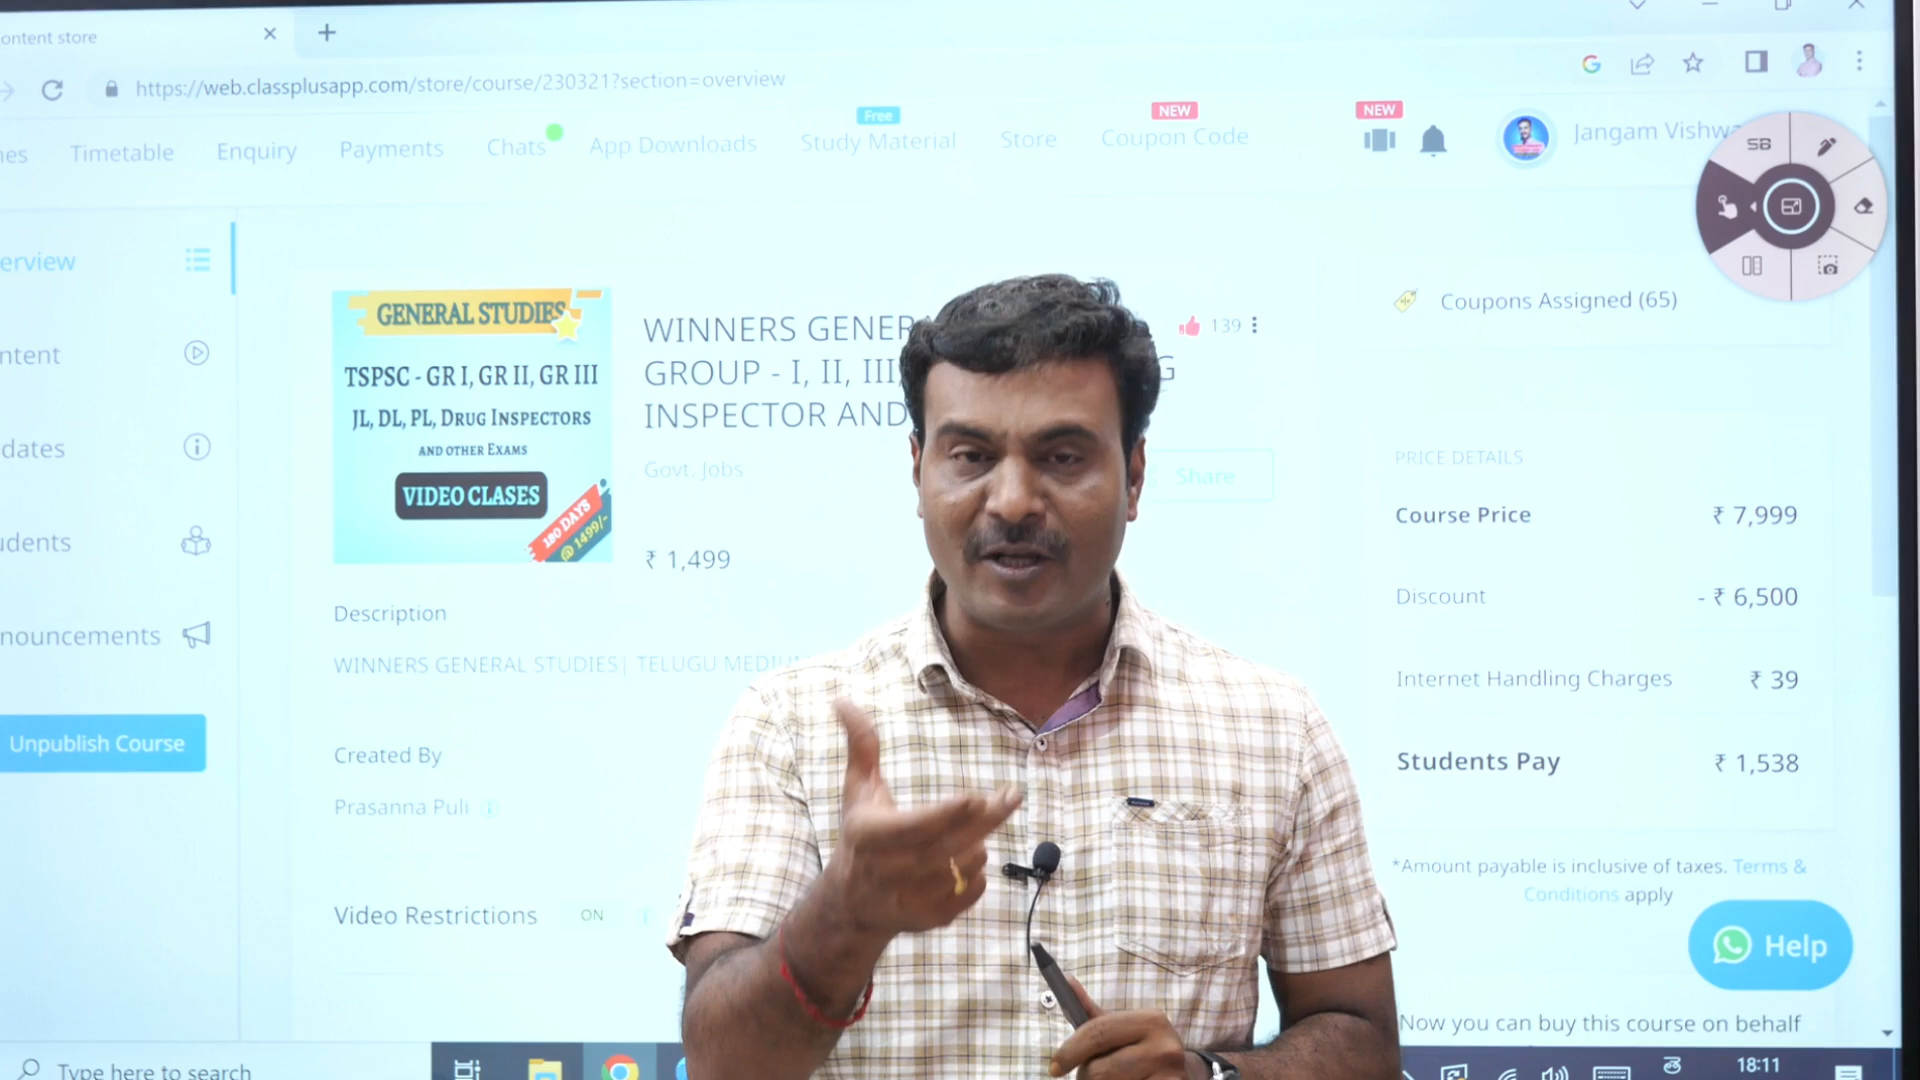 ontent store
https://web.classplusapp.com/store/course/230321?section=overview
Timetable
Enquiry
Payments
Chats
App Downloads
Free
Study Material
Store
NEW
Coupon Code
NEW
Jangam Vishwa
SB
erview
ntent
dates
dents
nouncements
Unpublish Course
GENERAL STUDIES
TSPSC - GR I, GR II, GR III
JL, DL, PL, DRUG INSPECTORS
AND OTHER EXAMS
VIDEO CLASES
180 DAYS
@ 1499/-
WINNERS GENER
GROUP - I, II, III,
INSPECTOR AND
139
Govt. Jobs
Share
₹ 1,499
Description
WINNERS GENERAL STUDIES| TELUGU MEDIUM
Created By
Prasanna Puli
Video Restrictions ON
Coupons Assigned (65)
PRICE DETAILS
Course Price ₹ 7,999
Discount - ₹ 6,500
Internet Handling Charges ₹ 39
Students Pay ₹ 1,538
*Amount payable is inclusive of taxes. Terms &
Conditions apply
Help
Now you can buy this course on behalf
Type here to search
18:11